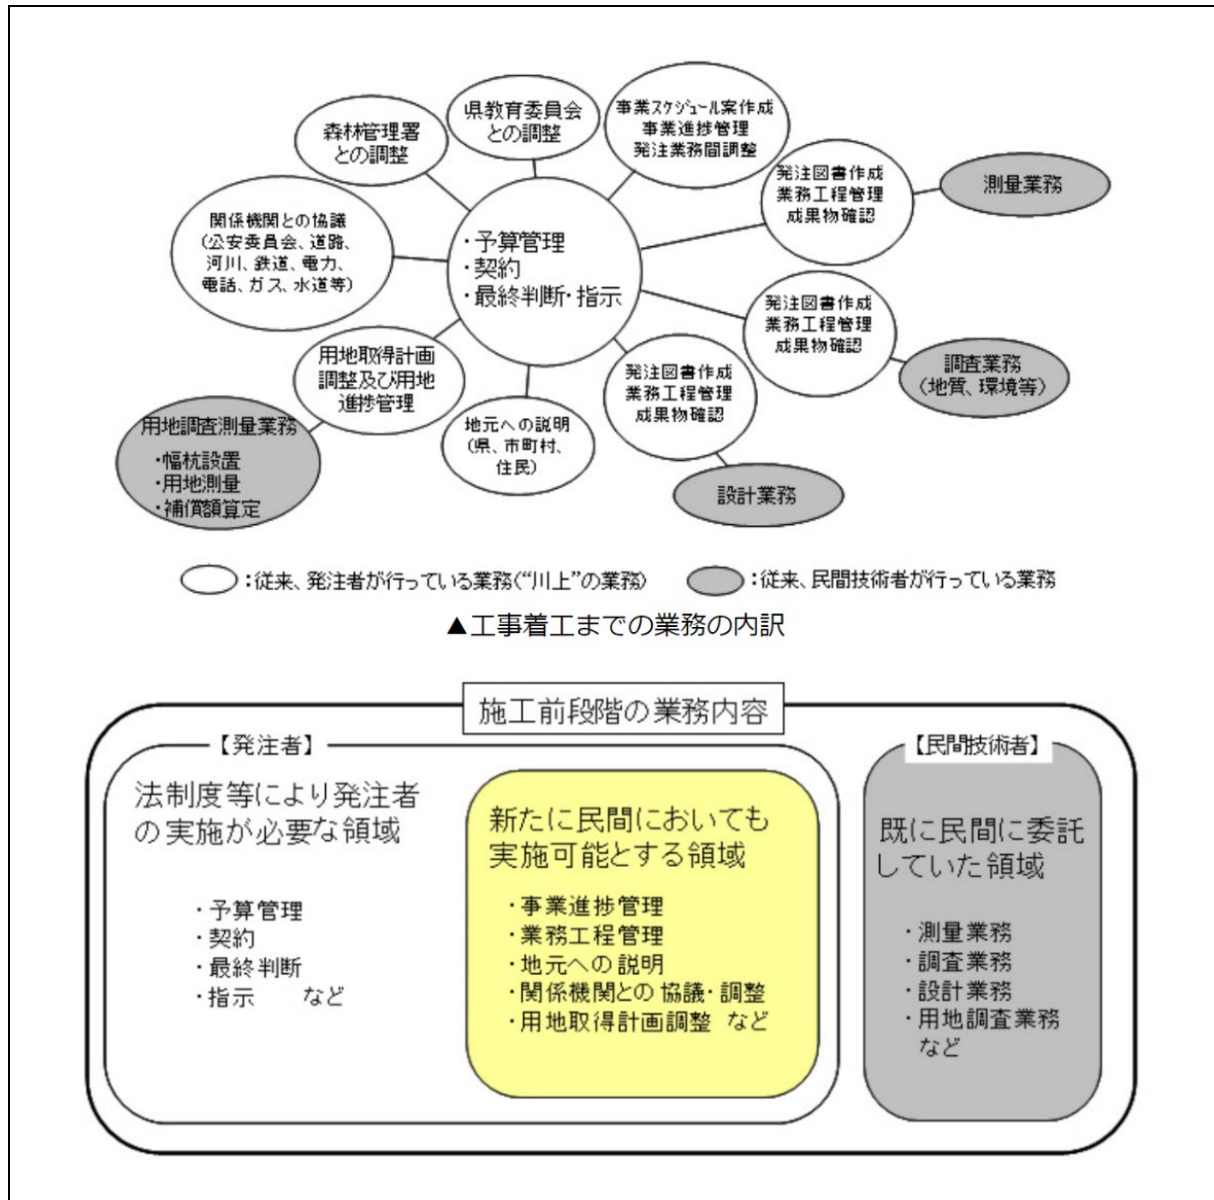 県教育委員会
との調整
事業スケジュール案作成
事業進捗管理
発注業務間調整
森林管理署
との調整
発注図書作成
業務工程管理
成果物確認
測量業務
関係機関との協議
(公安委員会、道路、
河川、鉄道、電力、
電話、ガス、水道等)
・予算管理
・契約
・最終判断・指示
発注図書作成
業務工程管理
成果物確認
調査業務
(地質、環境等)
用地取得計画
調整及び用地
進捗管理
発注図書作成
業務工程管理
成果物確認
地元への説明
(県、市町村、
住民)
用地調査測量業務
・幅杭設置
・用地測量
・補償額算定
設計業務
:従来、発注者が行っている業務("川上"の業務)
:従来、民間技術者が行っている業務
▲工事着工までの業務の内訳
施工前段階の業務内容
【発注者】
法制度等により発注者
の実施が必要な領域
・予算管理
・契約
・最終判断
・指示 など
新たに民間においても
実施可能とする領域
・事業進捗管理
・業務工程管理
・地元への説明
・関係機関との協議・調整
・用地取得計画調整 など
【民間技術者】
既に民間に委託
していた領域
・測量業務
・調査業務
・設計業務
・用地調査業務
など